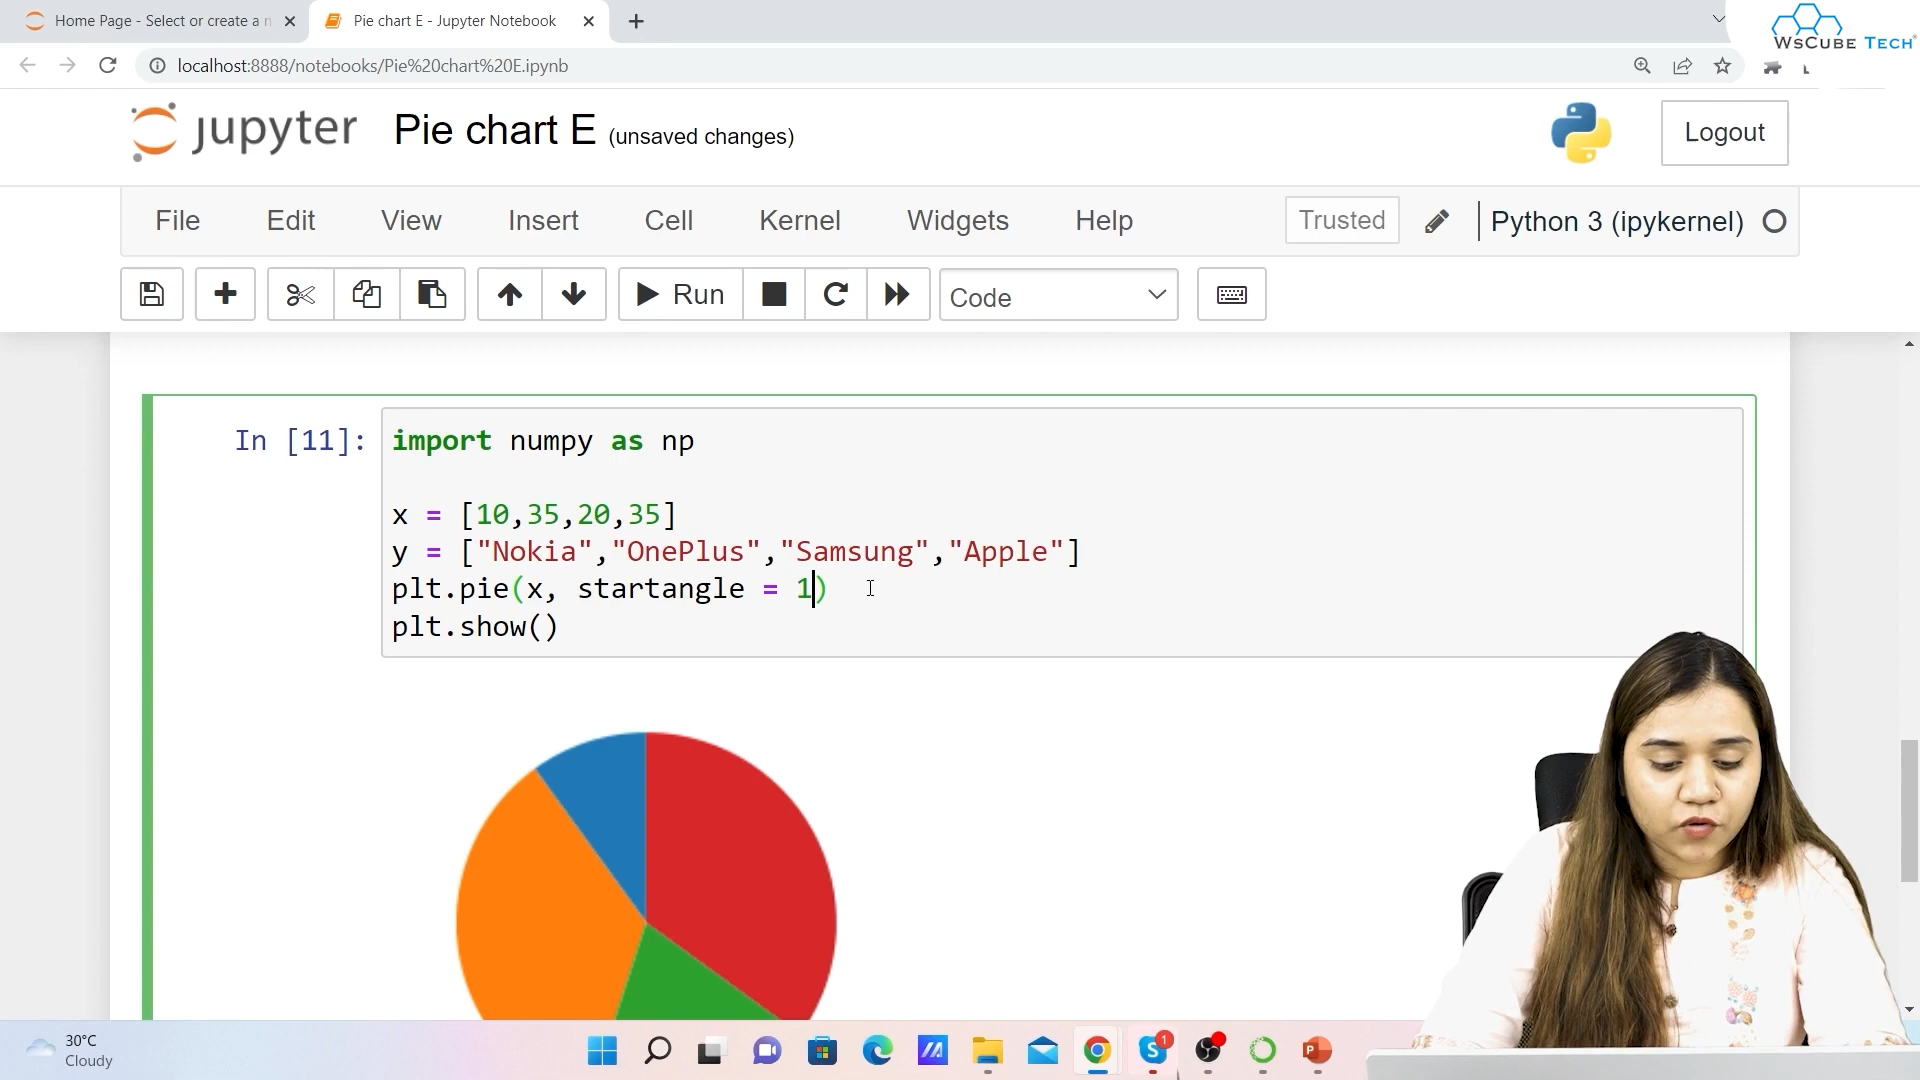 Home Page - Select or create a n
Pie chart E - Jupyter Notebook
WsCube Tech
localhost:8888/notebooks/Pie%20chart%20E.ipynb
jupyter Pie chart E (unsaved changes)
Logout
File Edit View Insert Cell Kernel Widgets Help Trusted Python 3 (ipykernel)
Run Code
In [11]: import numpy as np
x = [10,35,20,35]
y = ["Nokia","OnePlus","Samsung","Apple"]
plt.pie(x, startangle = 1)
plt.show()
30°C
Cloudy
1
P